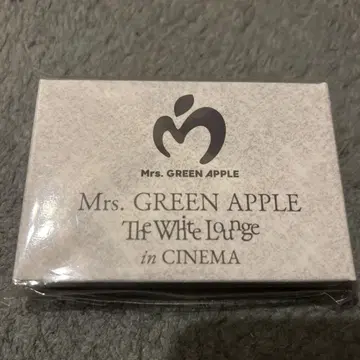 Mrs. GREEN APPLE
Mrs. GREEN APPLE
The White Lounge
in CINEMA